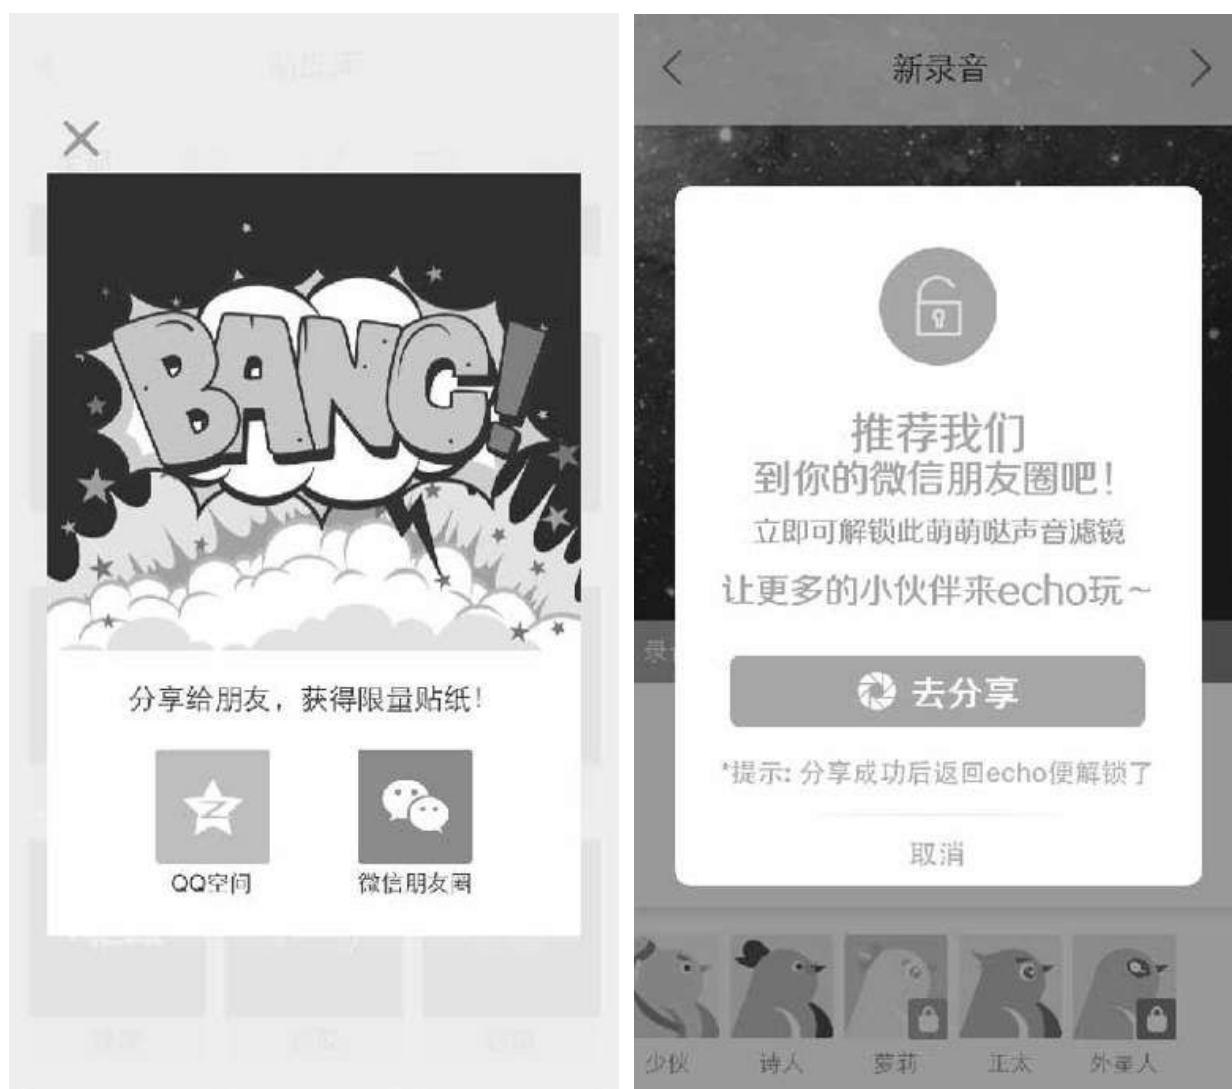 BANG!
分享给朋友，获得限量贴纸！
QQ空间
微信朋友圈
新录音
推荐我们
到你的微信朋友圈吧！
立即可解锁此萌萌哒声音滤镜
让更多的小伙伴来echo玩～
录
去分享
*提示：分享成功后返回echo便解锁了
取消
少伙
诗人
萝莉
正太
外星人